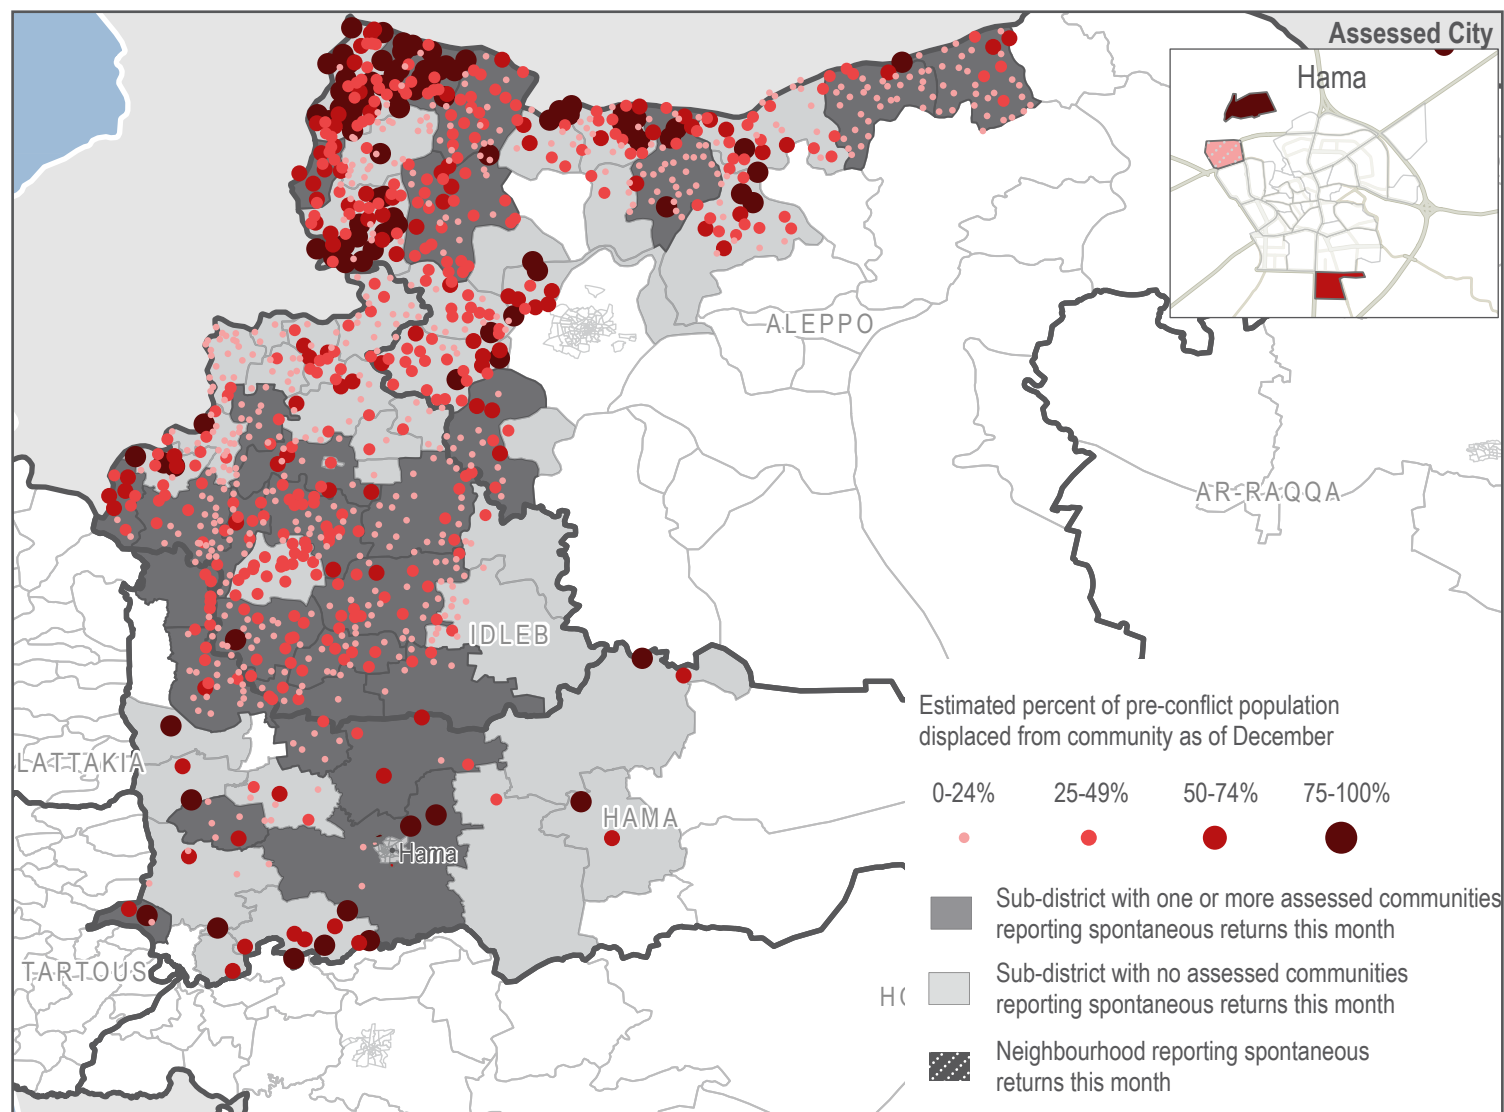 Assessed City
Hama
ALEPPO
AR-RAQQA
IDLEB
LATTAKIA
HAMA
Hama
TARTOUS
Estimated percent of pre-conflict population
displaced from community as of December
0-24% 25-49% 50-74% 75-100%
Sub-district with one or more assessed communities
reporting spontaneous returns this month
Sub-district with no assessed communities
reporting spontaneous returns this month
Neighbourhood reporting spontaneous
returns this month